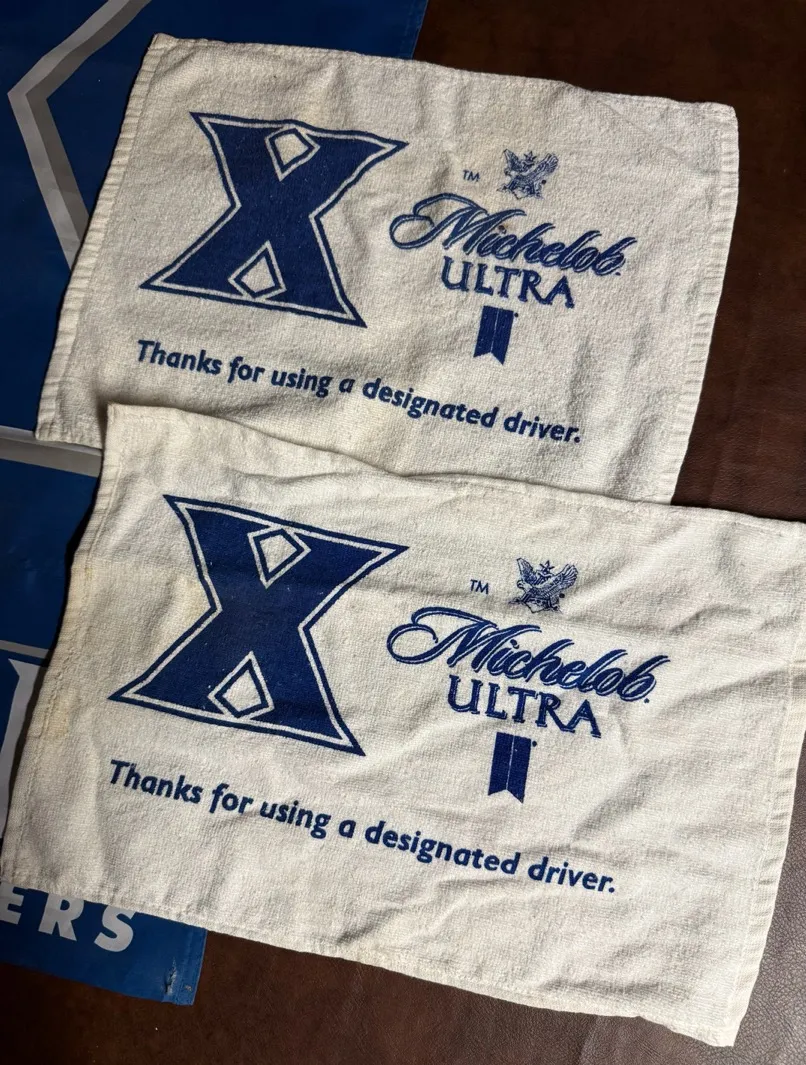 X
TM
Michelob
ULTRA
Thanks for using a designated driver.
X
TM
Michelob
ULTRA
Thanks for using a designated driver.
ERS